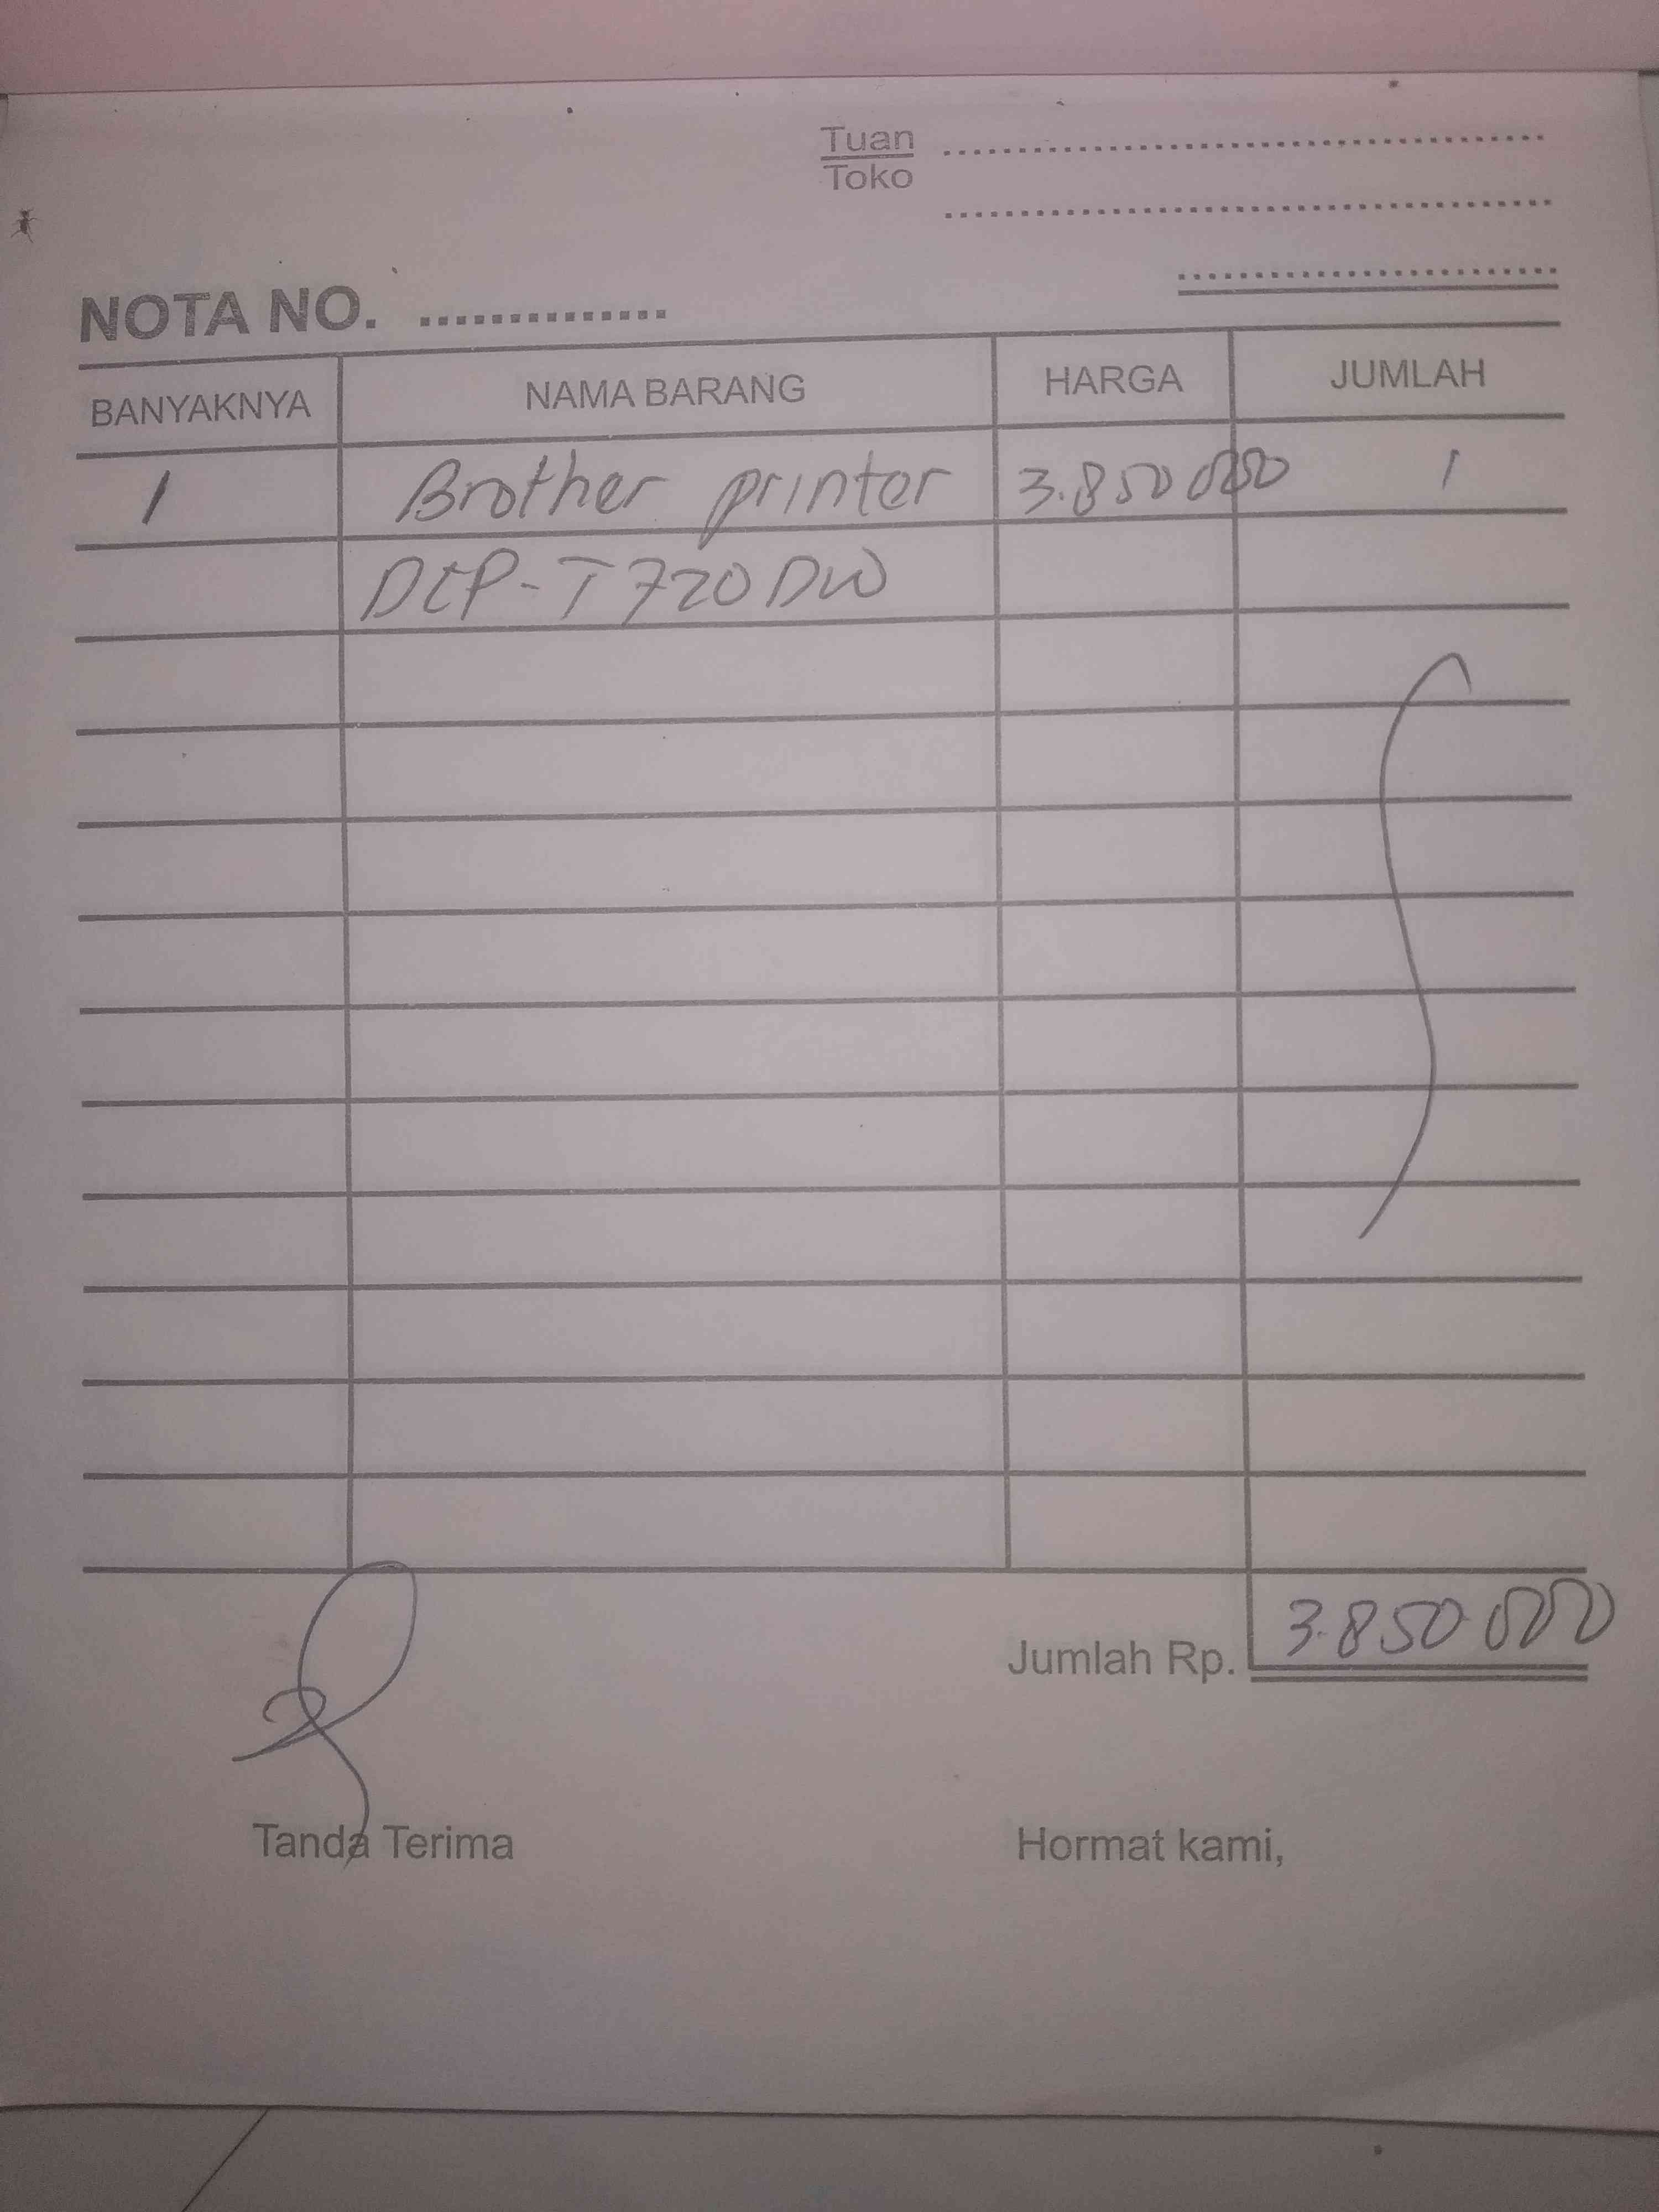 Tuan
Toko
NOTA NO. ..............
BANYAKNYA NAMA BARANG HARGA JUMLAH
1 Brother printer 3.850 000 1
DCP-T720DW
Jumlah Rp. 3.850 000
Tanda Terima Hormat kami,